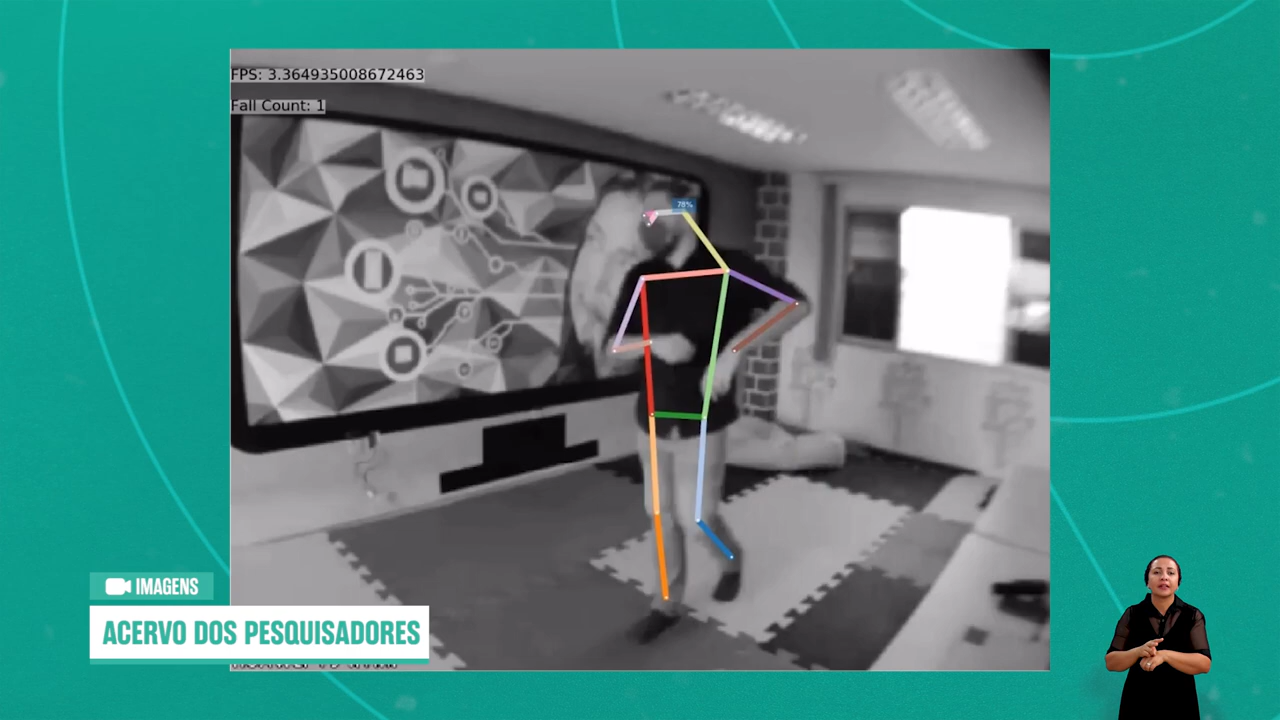 FPS: 3.364935008672463
Fall Count: 1
78%
IMAGENS
ACERVO DOS PESQUISADORES